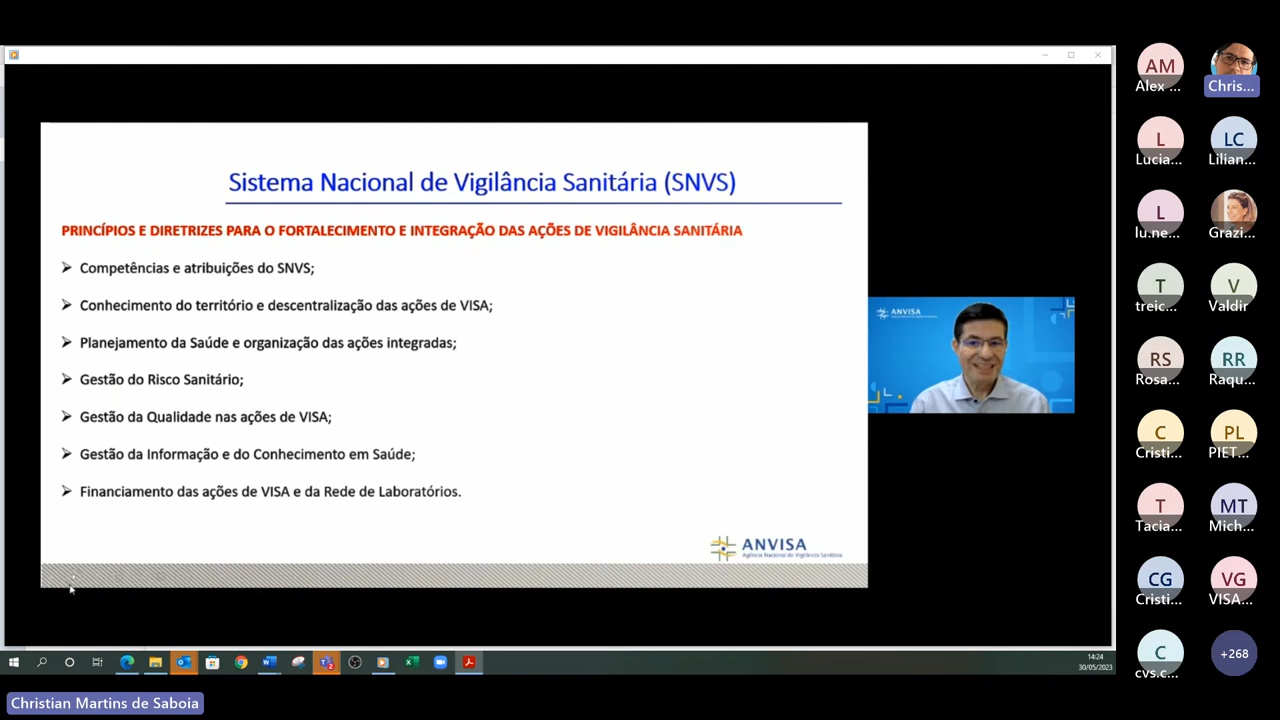 Sistema Nacional de Vigilância Sanitária (SNVS)
PRINCÍPIOS E DIRETRIZES PARA O FORTALECIMENTO E INTEGRAÇÃO DAS AÇÕES DE VIGILÂNCIA SANITÁRIA
Competências e atribuições do SNVS;
Conhecimento do território e descentralização das ações de VISA;
Planejamento da Saúde e organização das ações integradas;
Gestão do Risco Sanitário;
Gestão da Qualidade nas ações de VISA;
Gestão da Informação e do Conhecimento em Saúde;
Financiamento das ações de VISA e da Rede de Laboratórios.
ANVISA
Agência Nacional de Vigilância Sanitária
ANVISA
AM
Alex ...
Chris...
L
Lucia...
LC
Lilian...
L
lu.ne...
Grazi...
T
treic...
V
Valdir
RS
Rosa...
RR
Raqu...
C
Cristi...
PL
PIET...
T
Tacia...
MT
Mich...
CG
Cristi...
VG
VISA...
C
cvs.c...
+268
14:24
30/05/2023
Christian Martins de Saboia